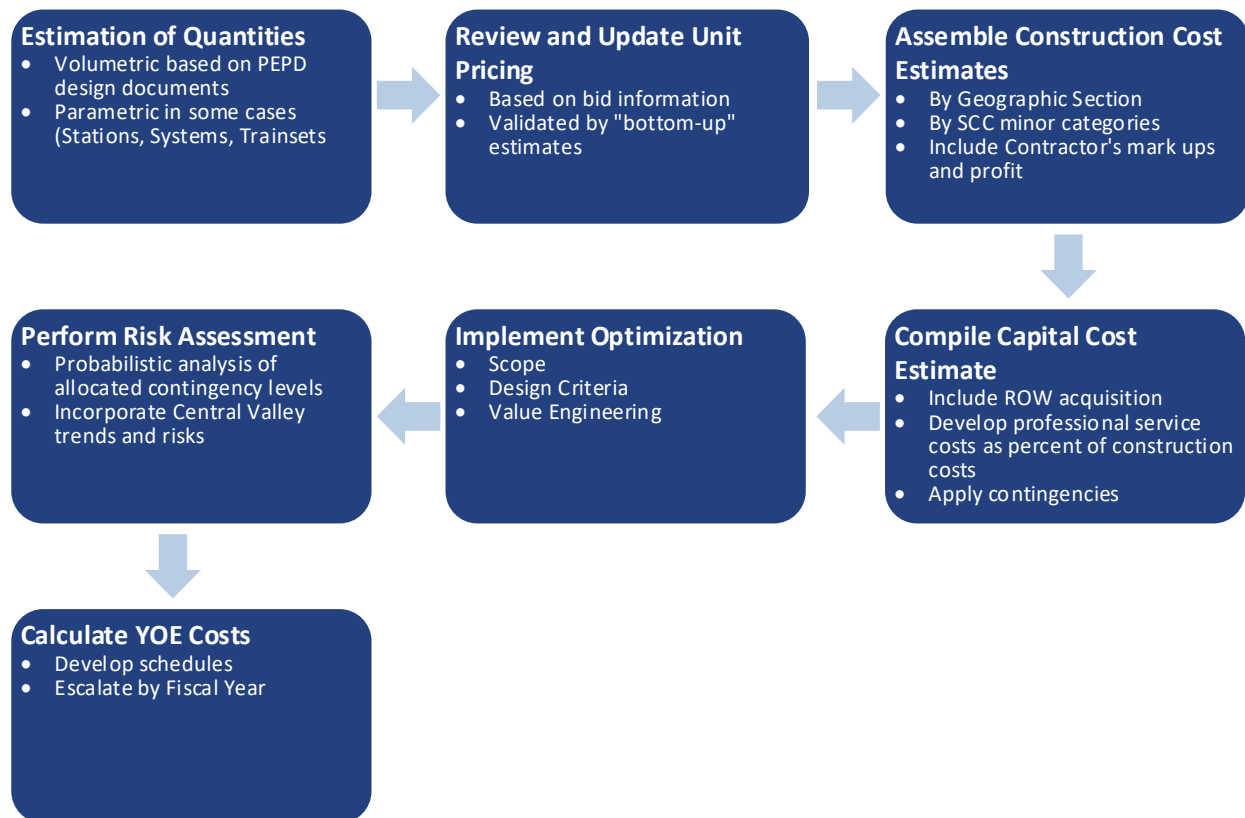 Estimation of Quantities
• Volumetric based on PEPD
design documents
• Parametric in some cases
(Stations, Systems, Trainsets
Review and Update Unit
Pricing
• Based on bid information
• Validated by "bottom-up"
estimates
Assemble Construction Cost
Estimates
• By Geographic Section
• By SCC minor categories
• Include Contractor's mark ups
and profit
Compile Capital Cost
Estimate
• Include ROW acquisition
• Develop professional service
costs as percent of construction
costs
• Apply contingencies
Implement Optimization
• Scope
• Design Criteria
• Value Engineering
Perform Risk Assessment
• Probabilistic analysis of
allocated contingency levels
• Incorporate Central Valley
trends and risks
Calculate YOE Costs
• Develop schedules
• Escalate by Fiscal Year